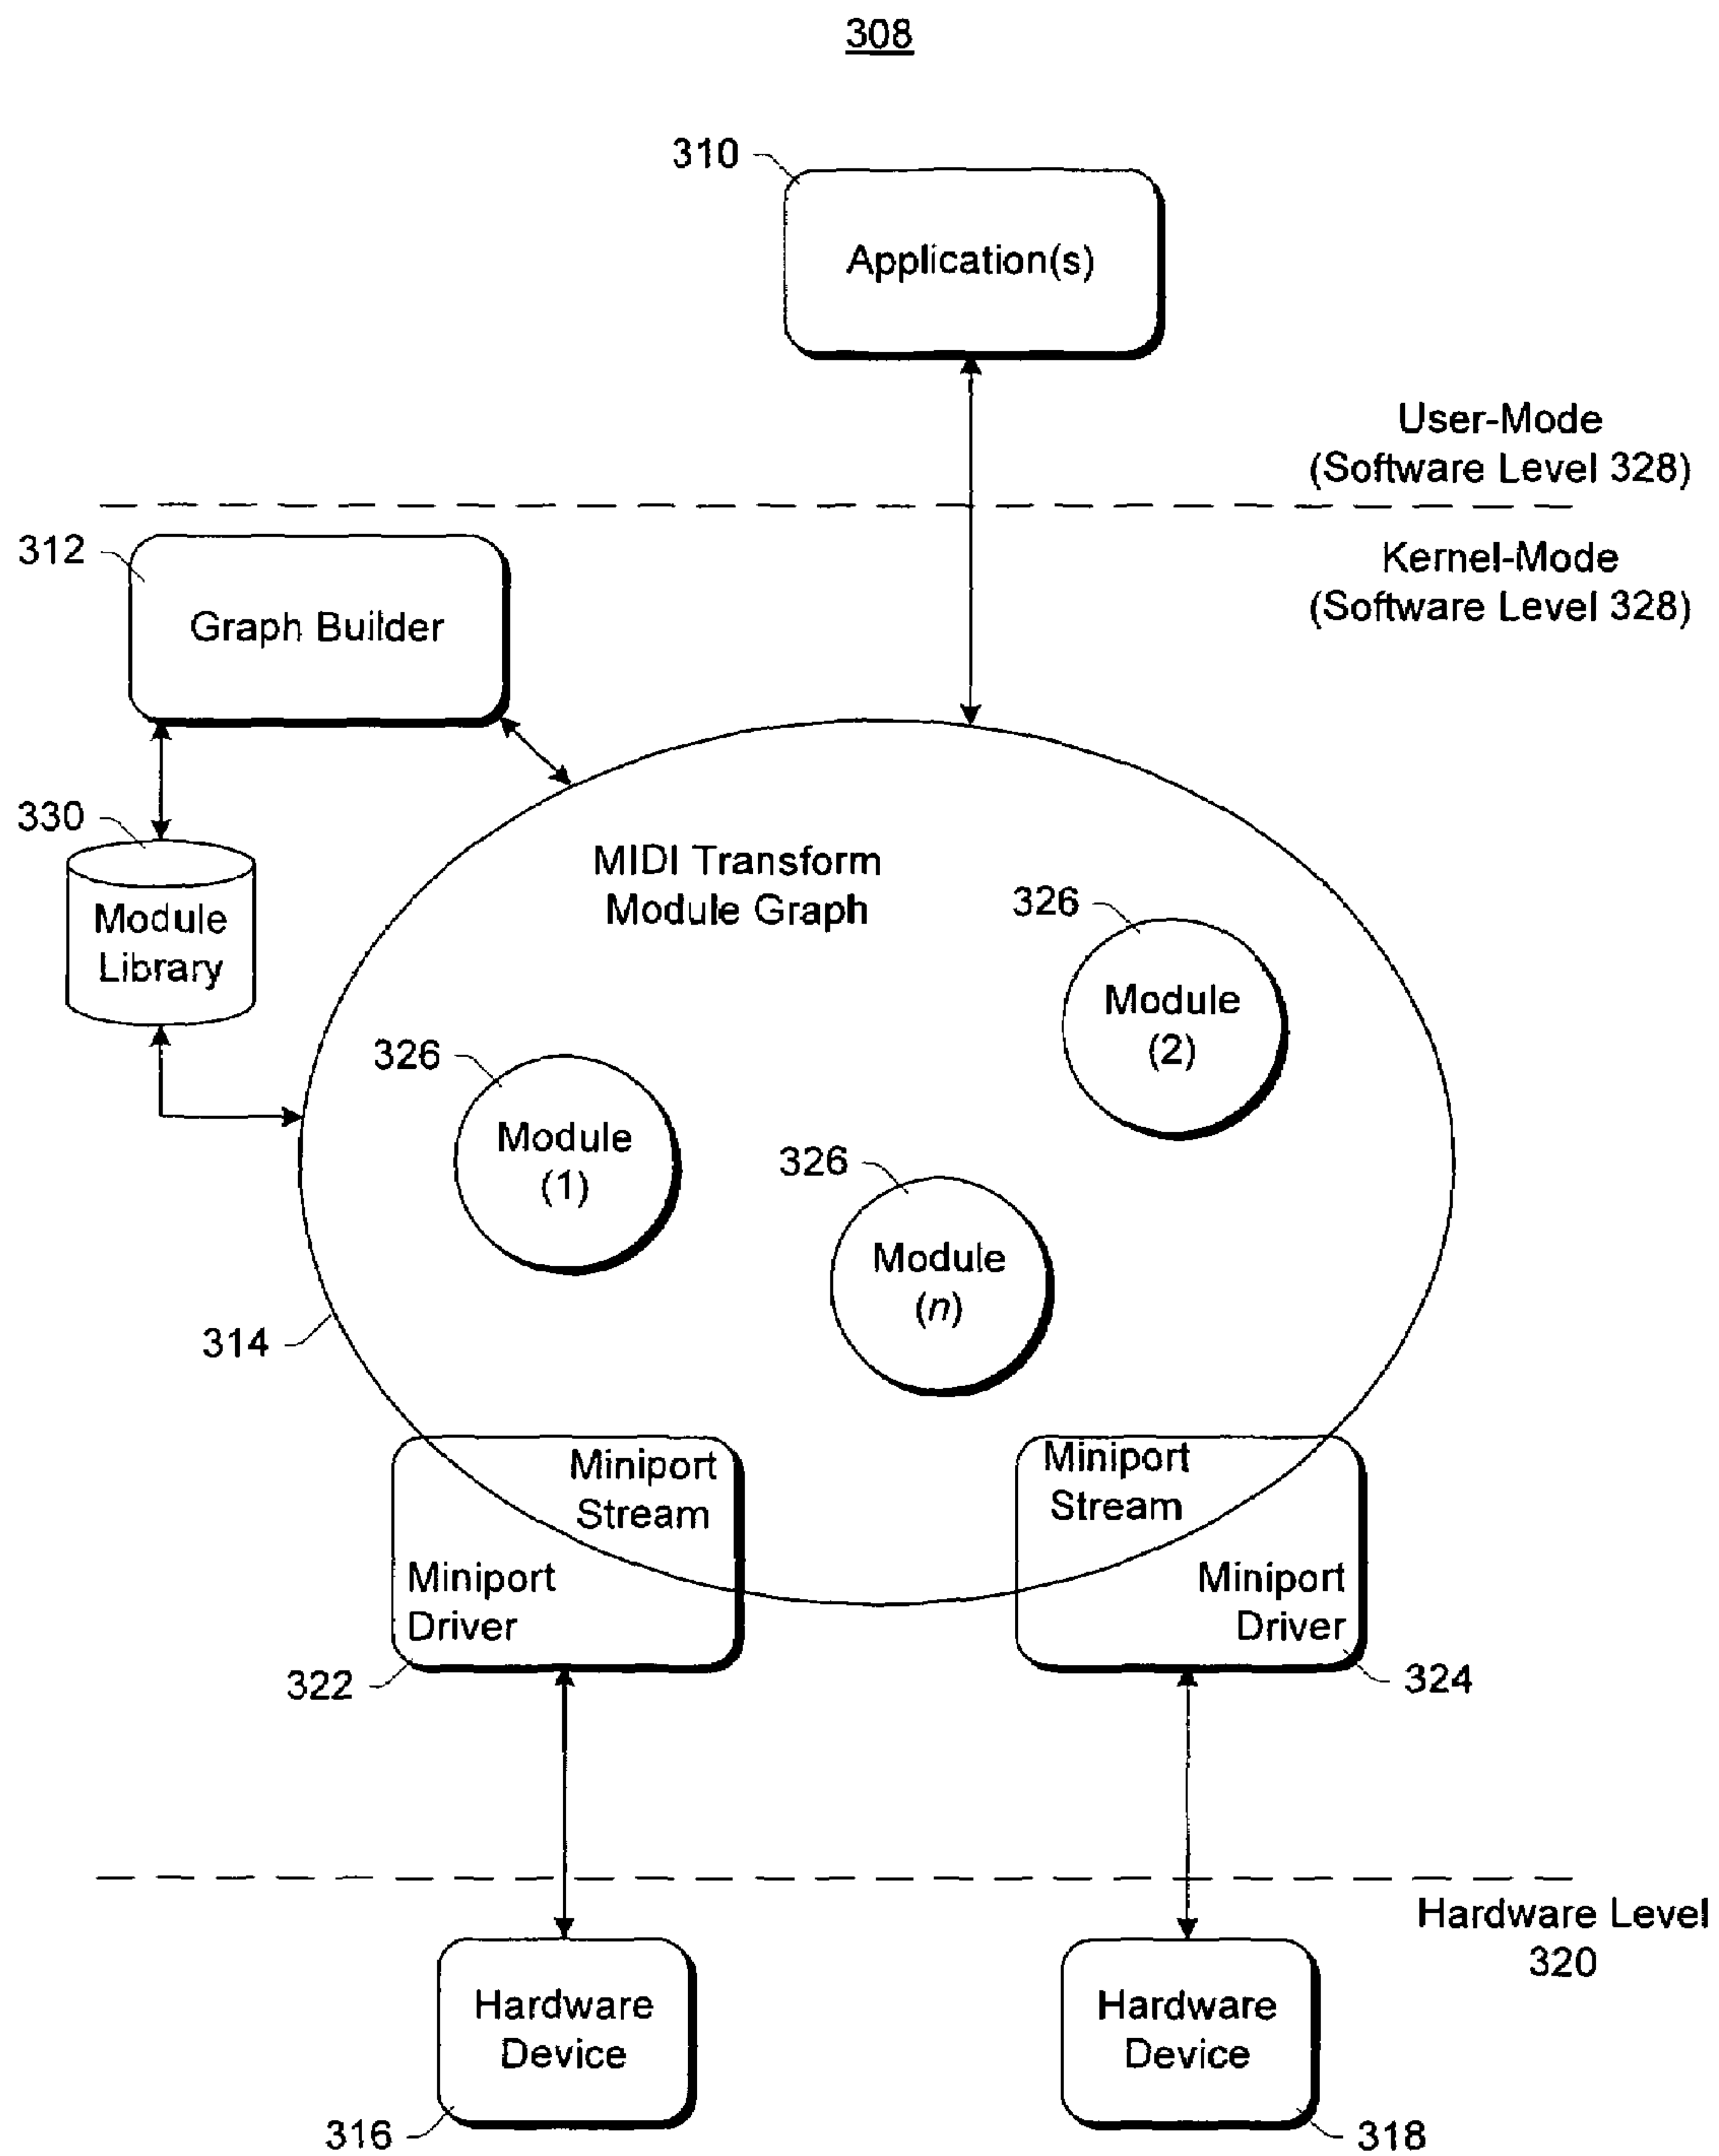 308
310
Application(s)
User-Mode
(Software Level 328)
312
Kernel-Mode
(Software Level 328)
Graph Builder
330
MIDI Transform
Module Graph
326
Module
Library
Module
(2)
326
Module
(1)
326
Module
(n)
314
Miniport
Stream
Miniport
Stream
Miniport
Driver
Miniport
Driver
322
324
Hardware Level
320
Hardware
Device
Hardware
Device
316
318